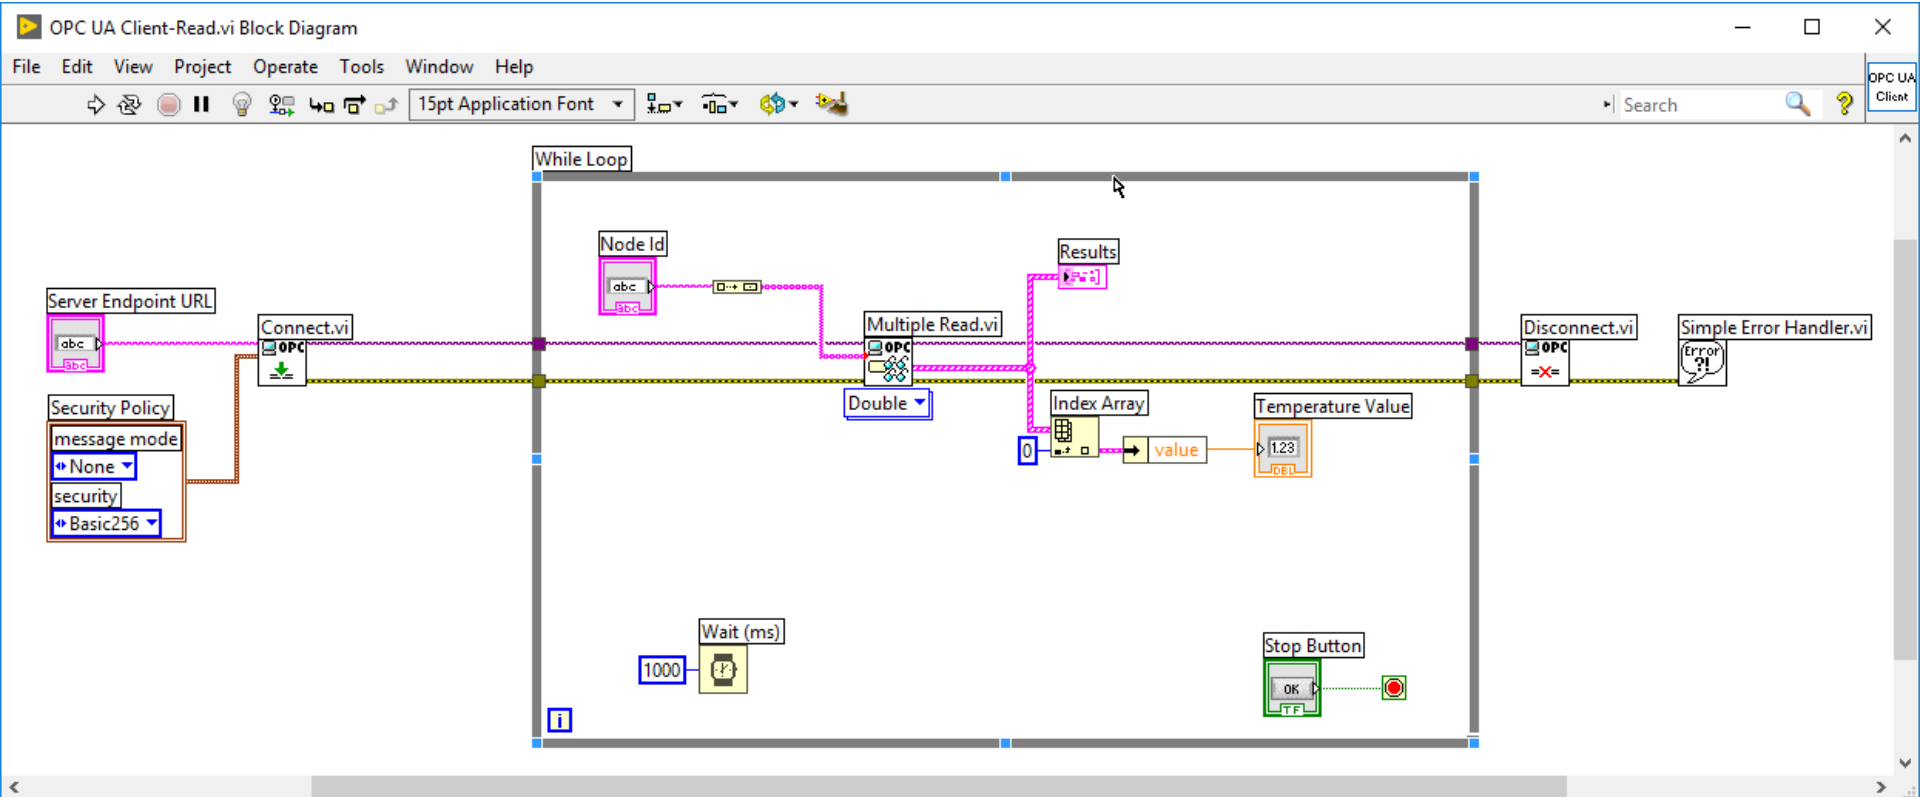 OPC UA Client-Read.vi Block Diagram
File Edit View Project Operate Tools Window Help
15pt Application Font
Search
?
OPC UA
Client
While Loop
Node Id
abc
abc
Results
Server Endpoint URL
abc
abc
Connect.vi
OPC
Multiple Read.vi
OPC
Double
Disconnect.vi
OPC
Simple Error Handler.vi
Error
?!
Security Policy
message mode
None
security
Basic256
Index Array
0
value
Temperature Value
1.23
DBL
Wait (ms)
1000
Stop Button
OK
TF
i